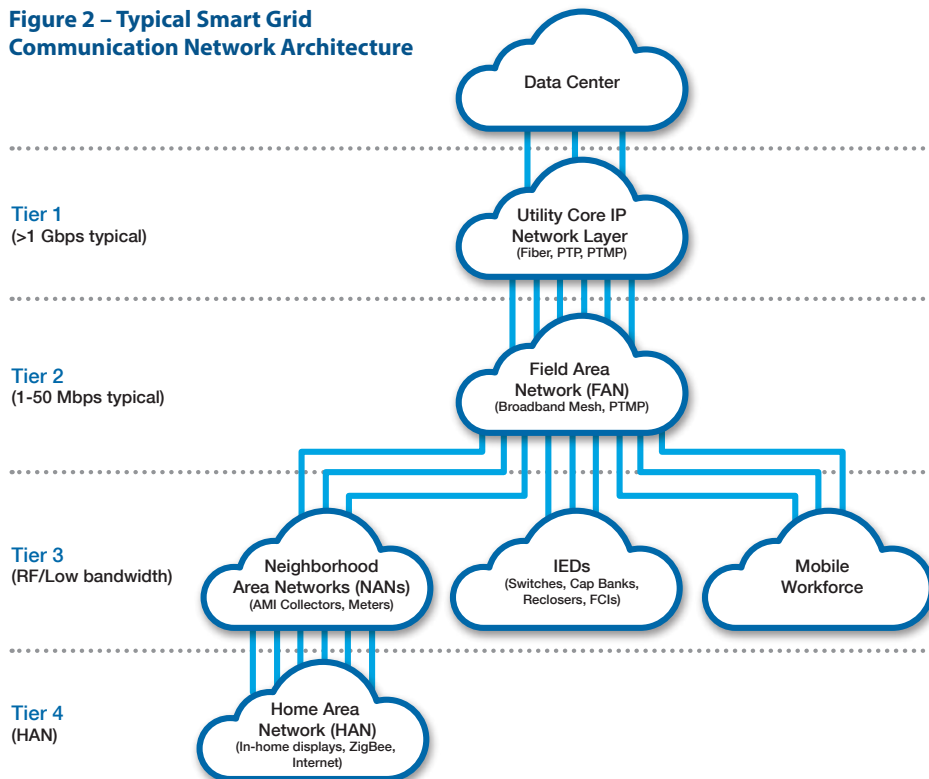 Figure 2 – Typical Smart Grid
Communication Network Architecture
Data Center
Tier 1
(>1 Gbps typical)
Utility Core IP
Network Layer
(Fiber, PTP, PTMP)
Tier 2
(1-50 Mbps typical)
Field Area
Network (FAN)
(Broadband Mesh, PTMP)
Tier 3
(RF/Low bandwidth)
Neighborhood
Area Networks (NANs)
(AMI Collectors, Meters)
IEDs
(Switches, Cap Banks,
Reclosers, FCIs)
Mobile
Workforce
Tier 4
(HAN)
Home Area
Network (HAN)
(In-home displays, ZigBee,
Internet)